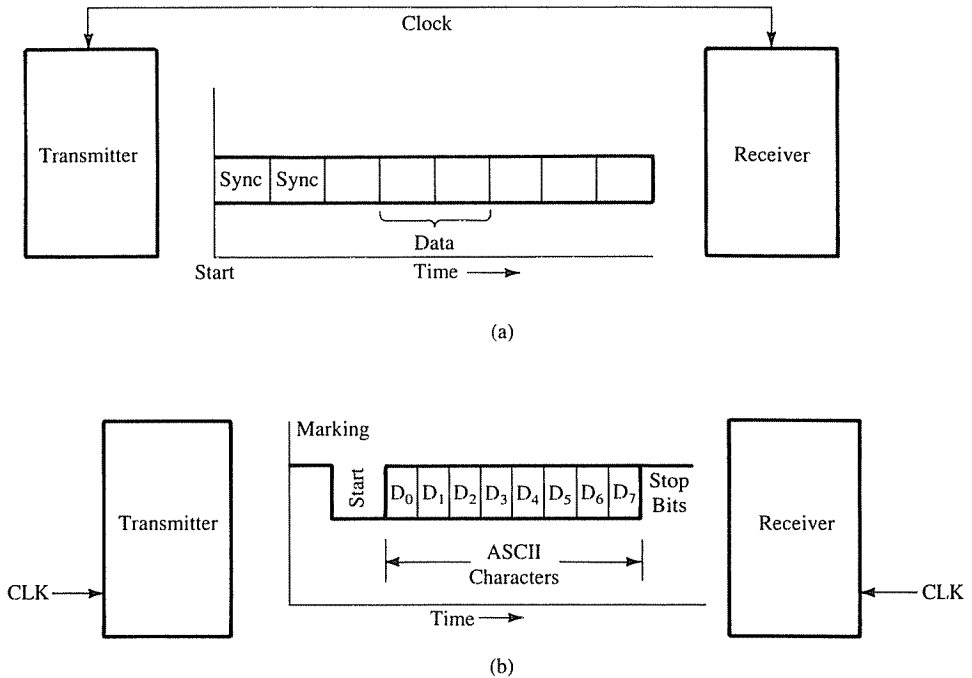 Clock
Transmitter
Receiver
Sync Sync
Data
Start
Time
(a)
Marking
Start
D₀ D₁ D₂ D₃ D₄ D₅ D₆ D₇
Stop
Bits
Transmitter
Receiver
ASCII
Characters
CLK
CLK
Time
(b)